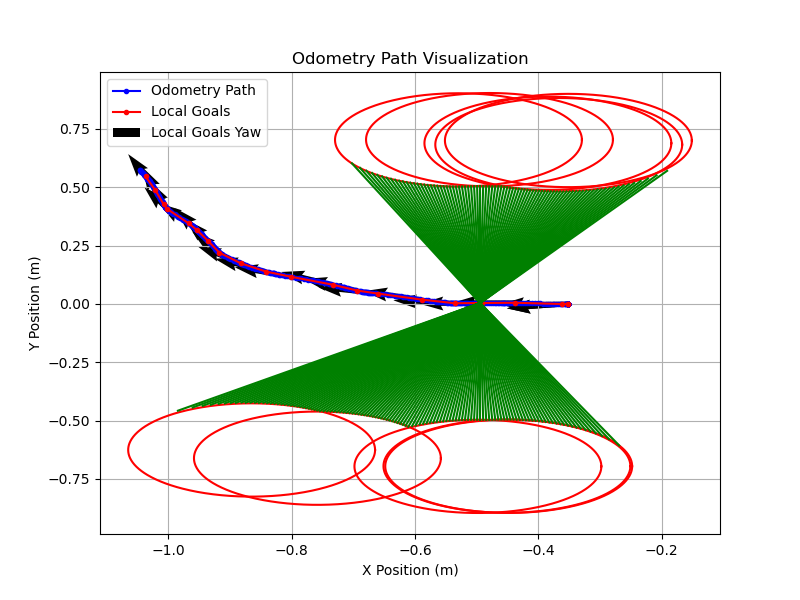 Odometry Path Visualization
Odometry Path
Local Goals
Local Goals Yaw
0.75
0.50
0.25
0.00
−0.25
−0.50
−0.75
Y Position (m)
−1.0 −0.8 −0.6 −0.4 −0.2
X Position (m)